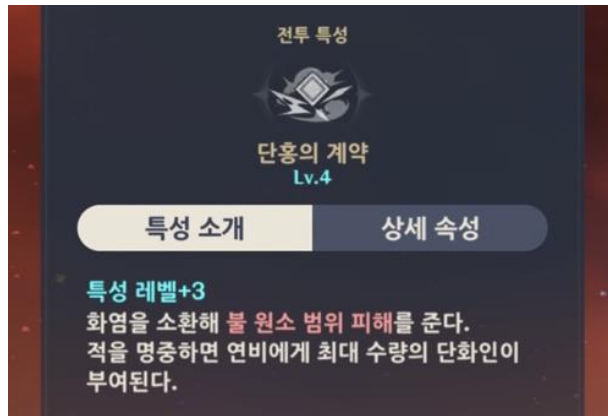 전투 특성
단홍의 계약
Lv.4
특성 소개
상세 속성
특성 레벨+3
화염을 소환해 불 원소 범위 피해를 준다.
적을 명중하면 연비에게 최대 수량의 단화인이
부여된다.